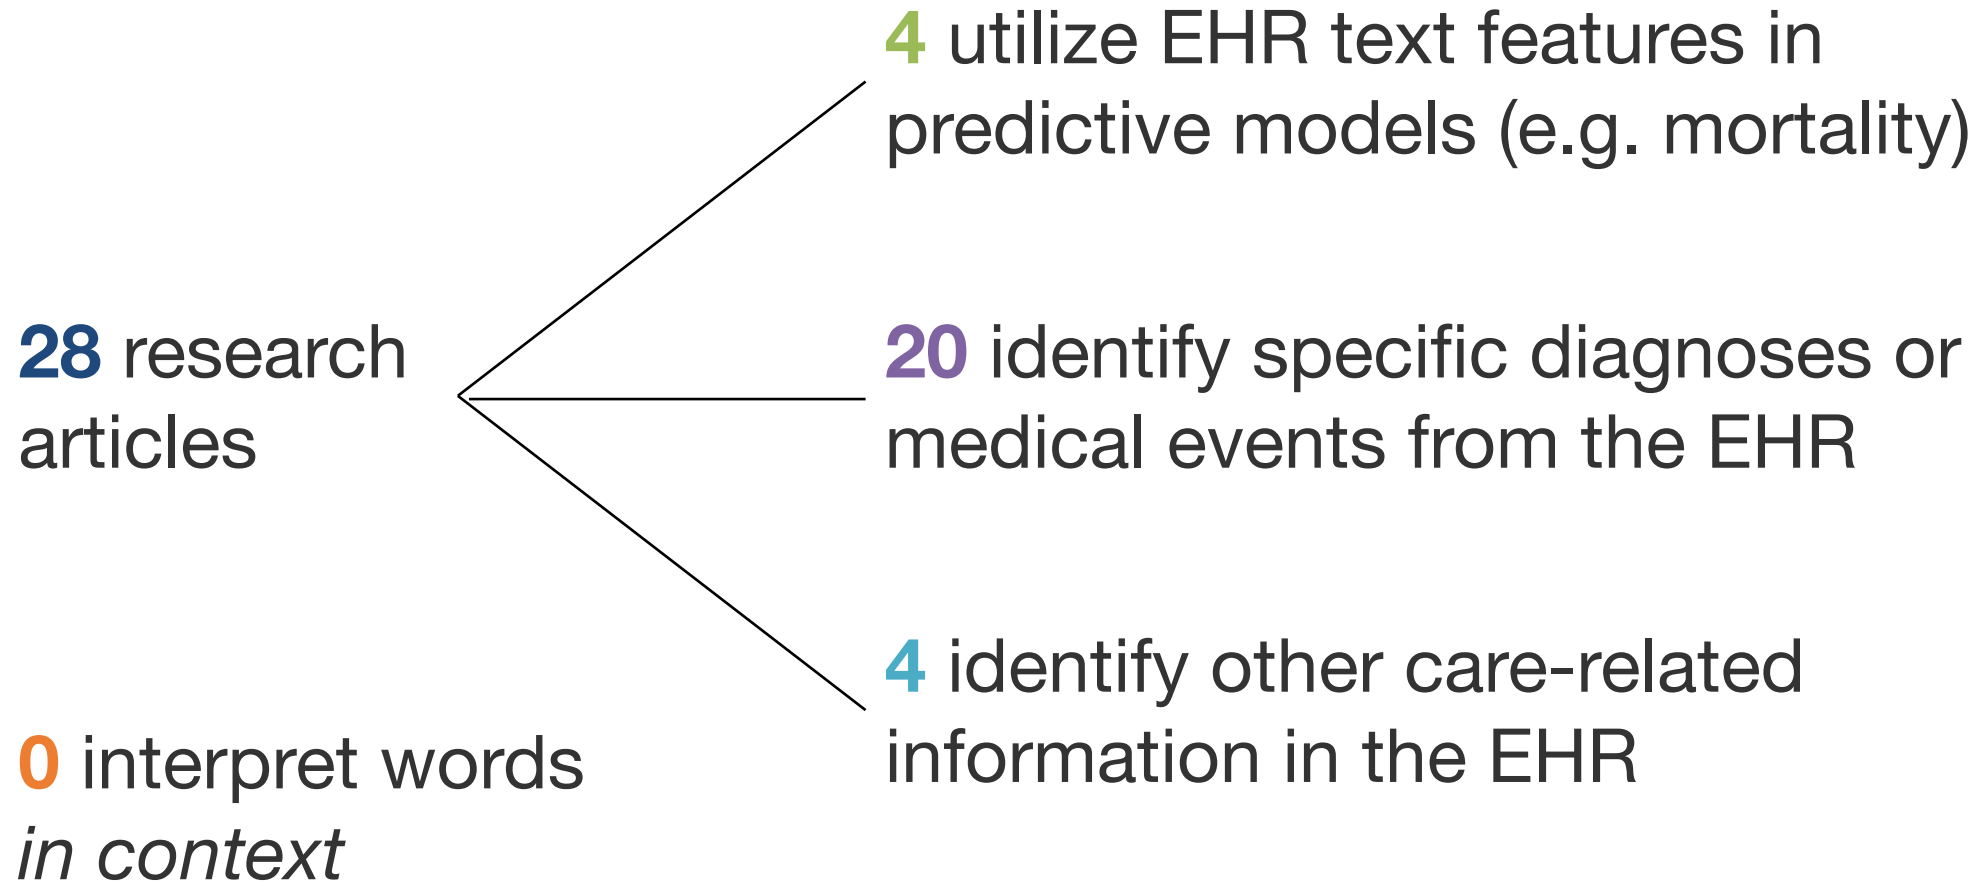 28 research
articles
0 interpret words
in context
4 utilize EHR text features in
predictive models (e.g. mortality)
20 identify specific diagnoses or
medical events from the EHR
4 identify other care-related
information in the EHR